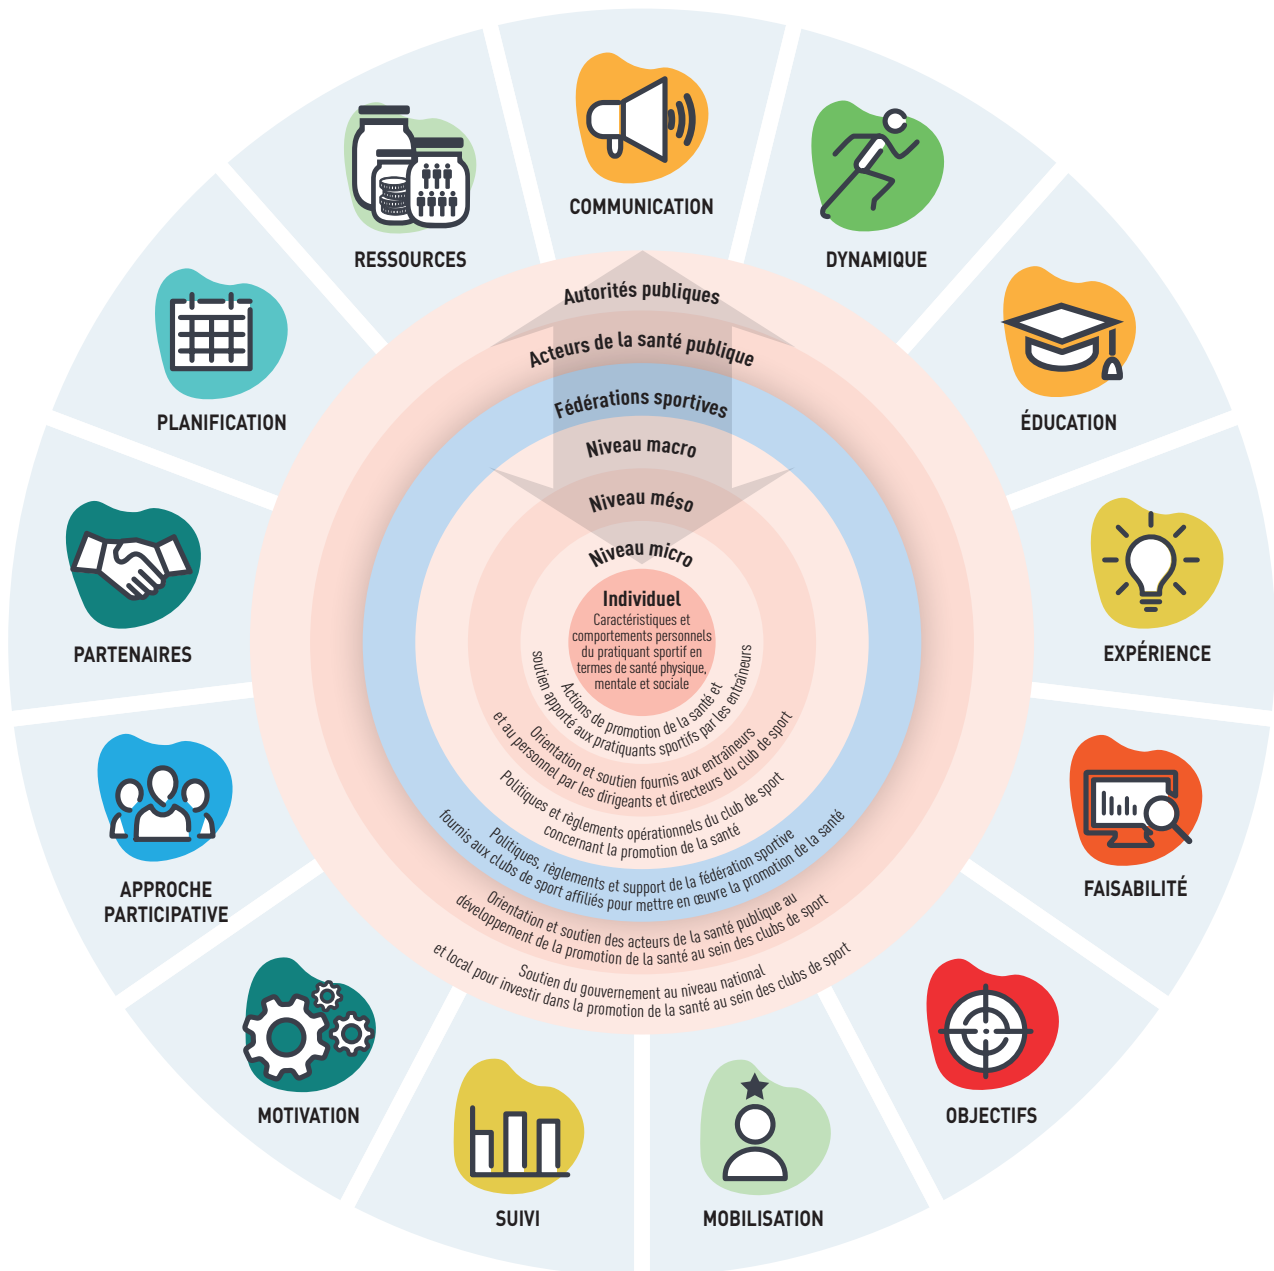 COMMUNICATION
DYNAMIQUE
ÉDUCATION
EXPÉRIENCE
FAISABILITÉ
OBJECTIFS
MOBILISATION
SUIVI
MOTIVATION
APPROCHE
PARTICIPATIVE
PARTENAIRES
PLANIFICATION
RESSOURCES
Autorités publiques
Acteurs de la santé publique
Fédérations sportives
Niveau macro
Niveau méso
Niveau micro
Individuel
Caractéristiques et
comportements personnels
du pratiquant sportif en
termes de santé physique,
mentale et sociale
Actions de promotion de la santé et
soutien apporté aux pratiquants sportifs par les entraîneurs
Orientation et soutien fournis aux entraîneurs
et au personnel par les dirigeants et directeurs du club de sport
Politiques et règlements opérationnels du club de sport
concernant la promotion de la santé
Politiques, règlements et support de la fédération sportive
fournis aux clubs de sport affiliés pour mettre en œuvre la promotion de la santé
Orientation et soutien des acteurs de la santé publique au
développement de la promotion de la santé au sein des clubs de sport
Soutien du gouvernement au niveau national
et local pour investir dans la promotion de la santé au sein des clubs de sport